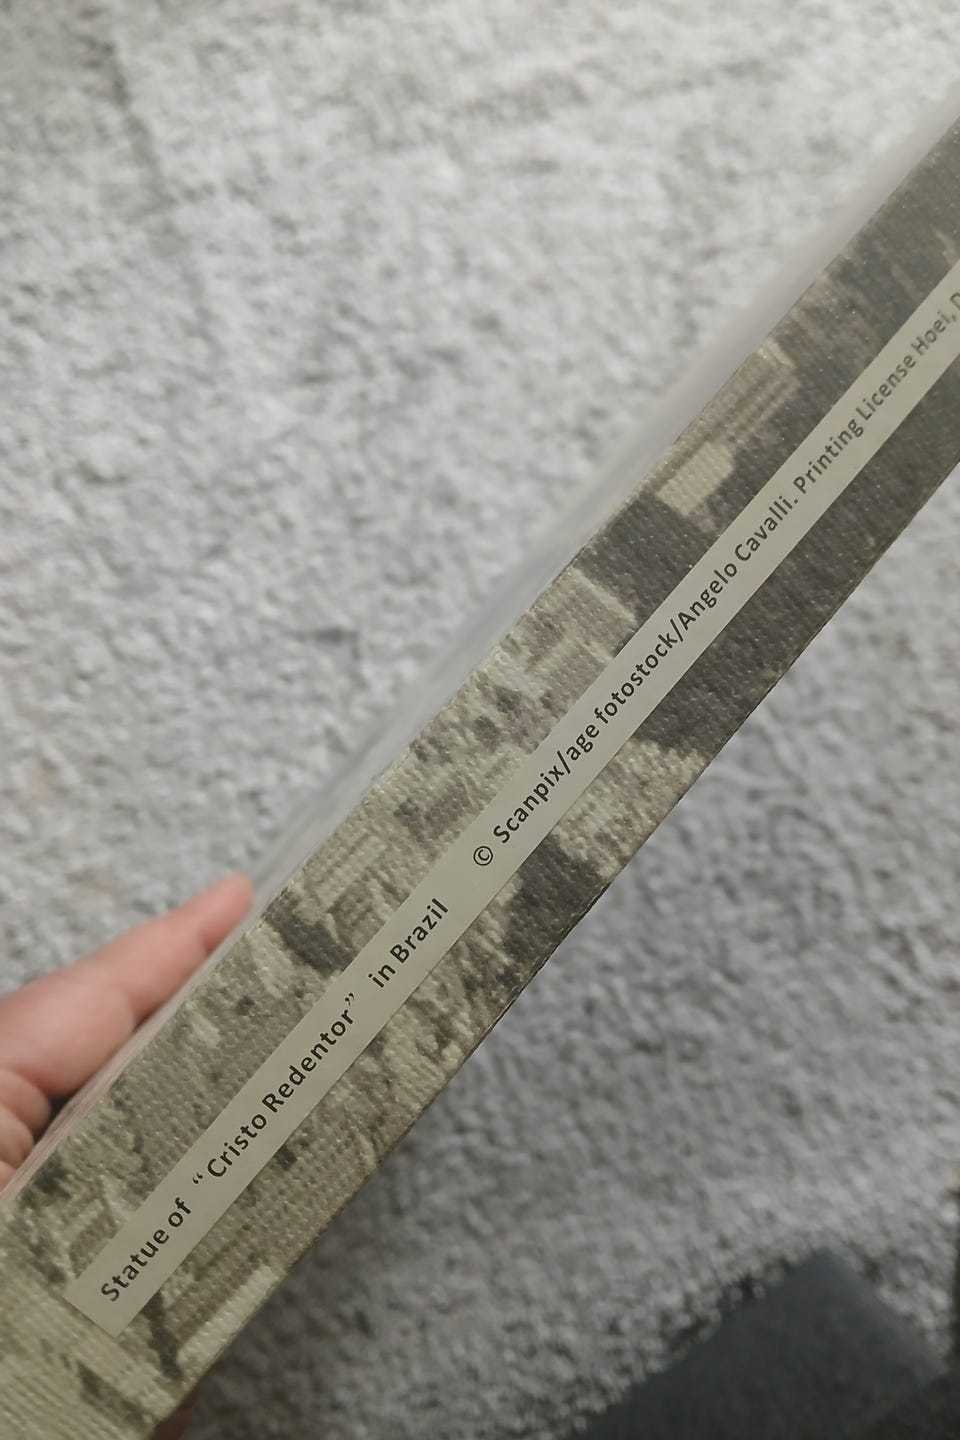 Statue of “Cristo Redentor” in Brazil © Scanpix/age fotostock/Angelo Cavalli. Printing License Hoei,